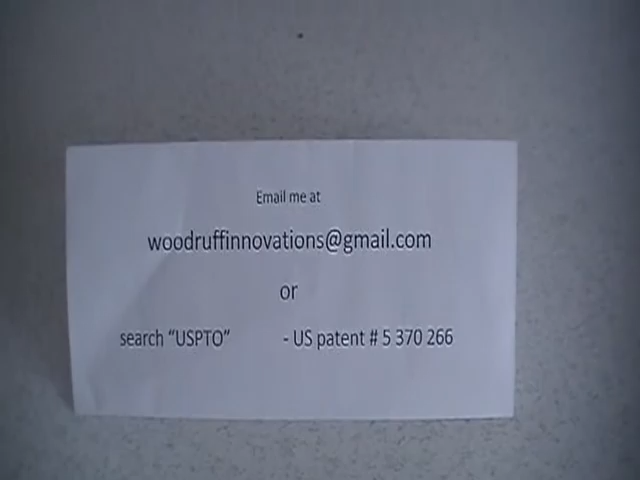 Email me at
woodruffinnovations@gmail.com
or
search “USPTO” - US patent # 5 370 266